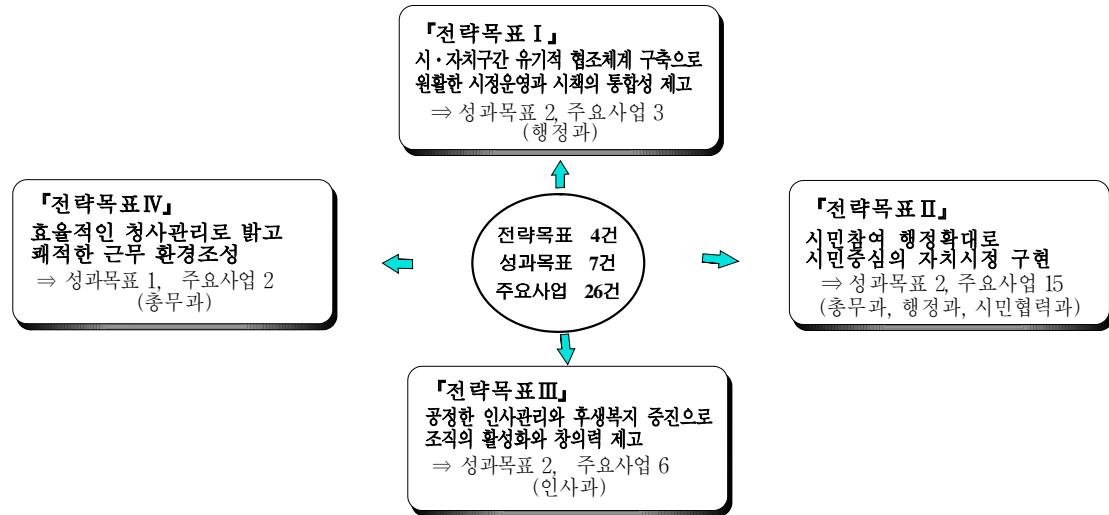 『전략목표Ⅰ』
시·자치구간 유기적 협조체계 구축으로
원활한 시정운영과 시책의 통합성 제고
⇒ 성과목표 2, 주요사업 3
(행정과)
『전략목표Ⅳ』
효율적인 청사관리로 밝고
쾌적한 근무 환경조성
⇒ 성과목표 1, 주요사업 2
(총무과)
전략목표 4건
성과목표 7건
주요사업 26건
『전략목표Ⅱ』
시민참여 행정확대로
시민중심의 자치시정 구현
⇒ 성과목표 2, 주요사업 15
(총무과, 행정과, 시민협력과)
『전략목표Ⅲ』
공정한 인사관리와 후생복지 증진으로
조직의 활성화와 창의력 제고
⇒ 성과목표 2, 주요사업 6
(인사과)